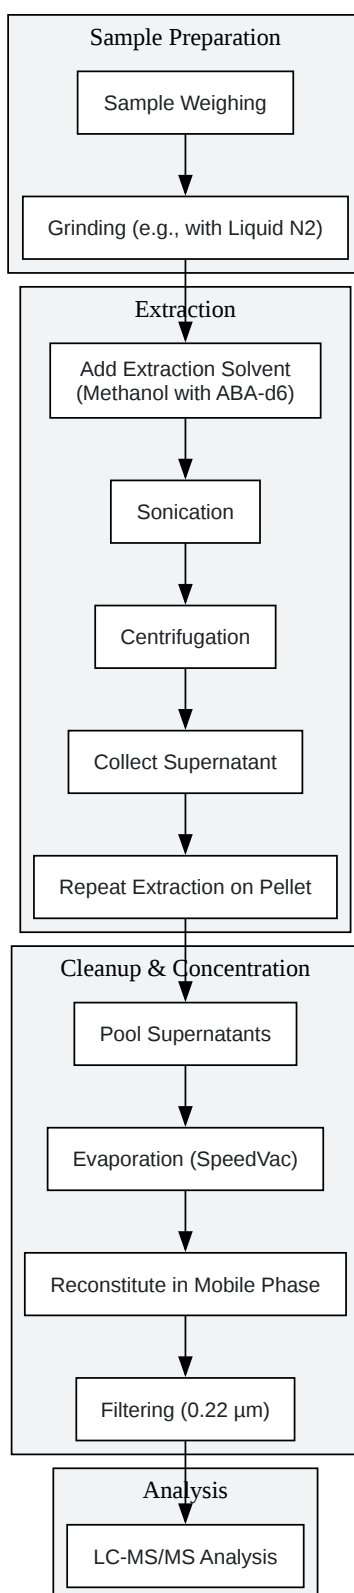 Sample Preparation
Sample Weighing
Grinding (e.g., with Liquid N2)
Extraction
Add Extraction Solvent
(Methanol with ABA-d6)
Sonication
Centrifugation
Collect Supernatant
Repeat Extraction on Pellet
Cleanup & Concentration
Pool Supernatants
Evaporation (SpeedVac)
Reconstitute in Mobile Phase
Filtering (0.22 µm)
Analysis
LC-MS/MS Analysis